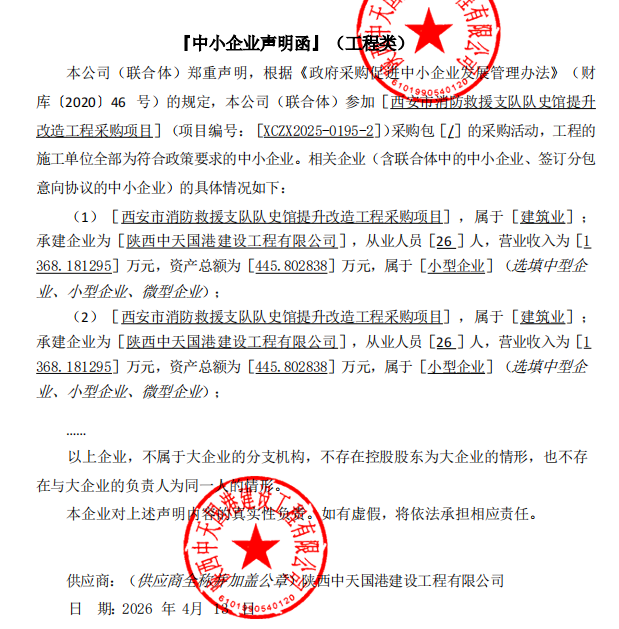 『中小企业声明函』（工程类）
本公司（联合体）郑重声明，根据《政府采购促进中小企业发展管理办法》（财
库〔2020〕46 号）的规定，本公司（联合体）参加［西安市消防救援支队队史馆提升
改造工程采购项目］（项目编号：［XCZX2025-0195-2］）采购包［/］的采购活动，工程的
施工单位全部为符合政策要求的中小企业。相关企业（含联合体中的中小企业、签订分包
意向协议的中小企业）的具体情况如下：
（1）［西安市消防救援支队队史馆提升改造工程采购项目］，属于［建筑业］；
承建企业为［陕西中天国港建设工程有限公司］，从业人员［26 ］人，营业收入为［1
368.181295］万元，资产总额为［445.802838］万元，属于［小型企业］（选填中型企
业、小型企业、微型企业）；
（2）［西安市消防救援支队队史馆提升改造工程采购项目］，属于［建筑业］；
承建企业为［陕西中天国港建设工程有限公司］，从业人员［26 ］人，营业收入为［1
368.181295］万元，资产总额为［445.802838］万元，属于［小型企业］（选填中型企
业、小型企业、微型企业）；
……
以上企业，不属于大企业的分支机构，不存在控股股东为大企业的情形，也不存
在与大企业的负责人为同一人的情形。
本企业对上述声明内容的真实性负责。如有虚假，将依法承担相应责任。
陕西中天国港建设工程有限公司
6101990540120
供应商：（供应商全称并加盖公章）陕西中天国港建设工程有限公司
日 期：2026 年 4月 日